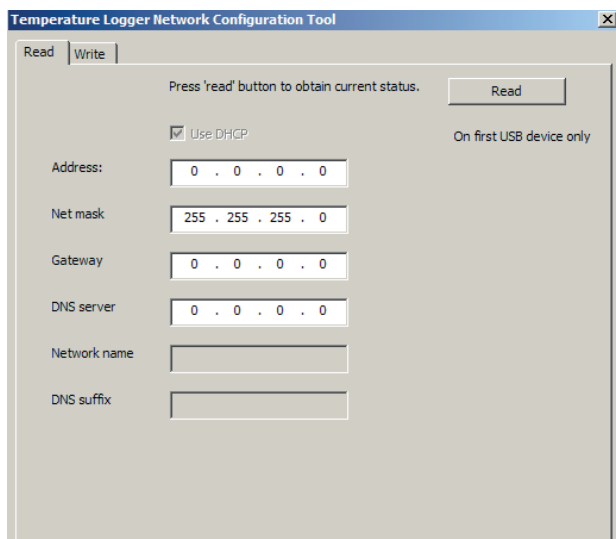 Temperature Logger Network Configuration Tool
Read Write
Press 'read' button to obtain current status. Read
Use DHCP On first USB device only
Address: 0 . 0 . 0 . 0
Net mask 255 . 255 . 255 . 0
Gateway 0 . 0 . 0 . 0
DNS server 0 . 0 . 0 . 0
Network name
DNS suffix